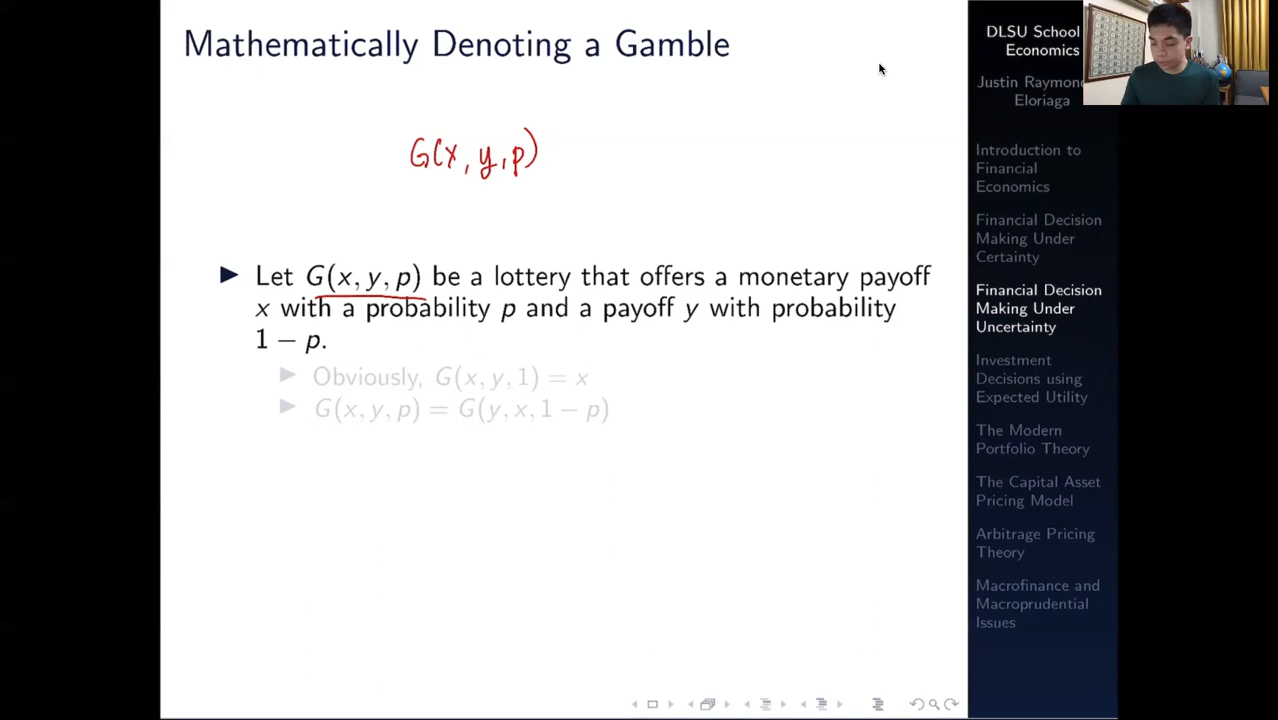 Mathematically Denoting a Gamble
G(x, y, p)
▶ Let G(x, y, p) be a lottery that offers a monetary payoff
x with a probability p and a payoff y with probability
1 − p.
▶ Obviously, G(x, y, 1) = x
▶ G(x, y, p) = G(y, x, 1 − p)
DLSU School
Economics
Justin Raymon
Eloriaga
Introduction to
Financial
Economics
Financial Decision
Making Under
Certainty
Financial Decision
Making Under
Uncertainty
Investment
Decisions using
Expected Utility
The Modern
Portfolio Theory
The Capital Asset
Pricing Model
Arbitrage Pricing
Theory
Macrofinance and
Macroprudential
Issues